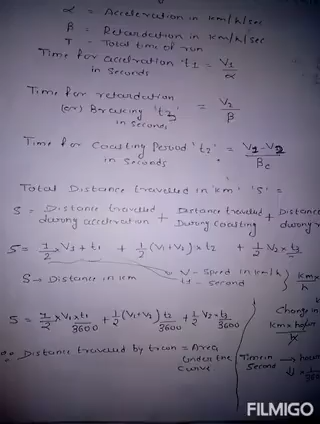 α = Acceleration in km/h/sec
β = Retardation in km/h/sec
T - Total time of run
Time for accelration t1 = V1/α
in seconds
Time for retardation
(or) Breaking 't3' = V2/β
in seconds
Time for Coasting Period 't2' = V1-V2/βc
in seconds
Total Distance travelled in 'km' 'S' =
S = Distance travelled during acceleration + Distance travelled During Coasting + Distance
S = 1/2 x V1 + t1 + 1/2 (V1+V2) x t2 + 1/2 V2 x t3
S → Distance in km
V - Speed in km/h
t1 - second
km x
Change in
S = 1/2 x V1 x t1/3600 + 1/2 (V1+V2) t2/3600 + 1/2 V2 x t3/3600
km x
∴ Distance travelled by train = Area
Under the
Curve
Time in
Second
FILMIGO